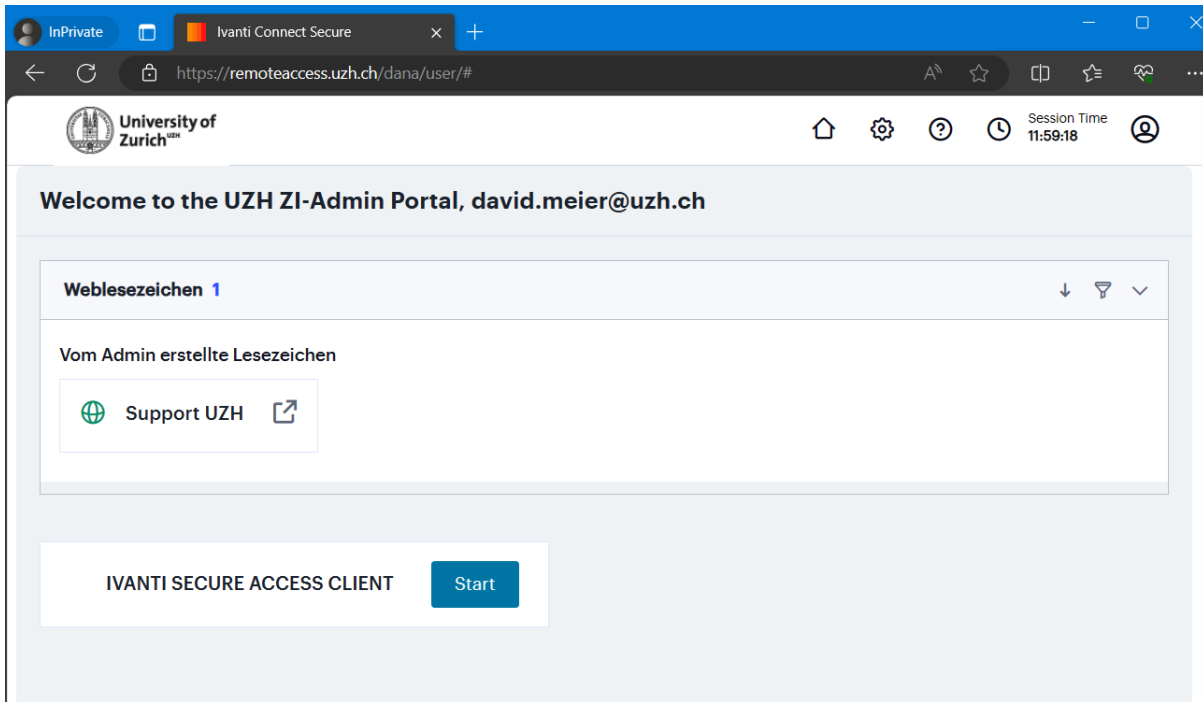 InPrivate
Ivanti Connect Secure
https://remoteaccess.uzh.ch/dana/user/#
University of
Zurich UZH
Session Time
11:59:18
Welcome to the UZH ZI-Admin Portal, david.meier@uzh.ch
Weblesezeichen 1
Vom Admin erstellte Lesezeichen
Support UZH
IVANTI SECURE ACCESS CLIENT
Start